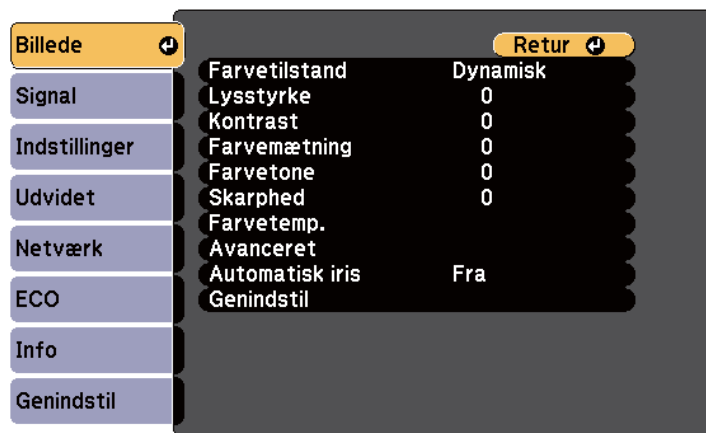 Billede
Signal
Indstillinger
Udvidet
Netværk
ECO
Info
Genindstil
Retur
Farvetilstand Dynamisk
Lysstyrke 0
Kontrast 0
Farvemætning 0
Farvetone 0
Skarphed 0
Farvetemp.
Avanceret
Automatisk iris Fra
Genindstil